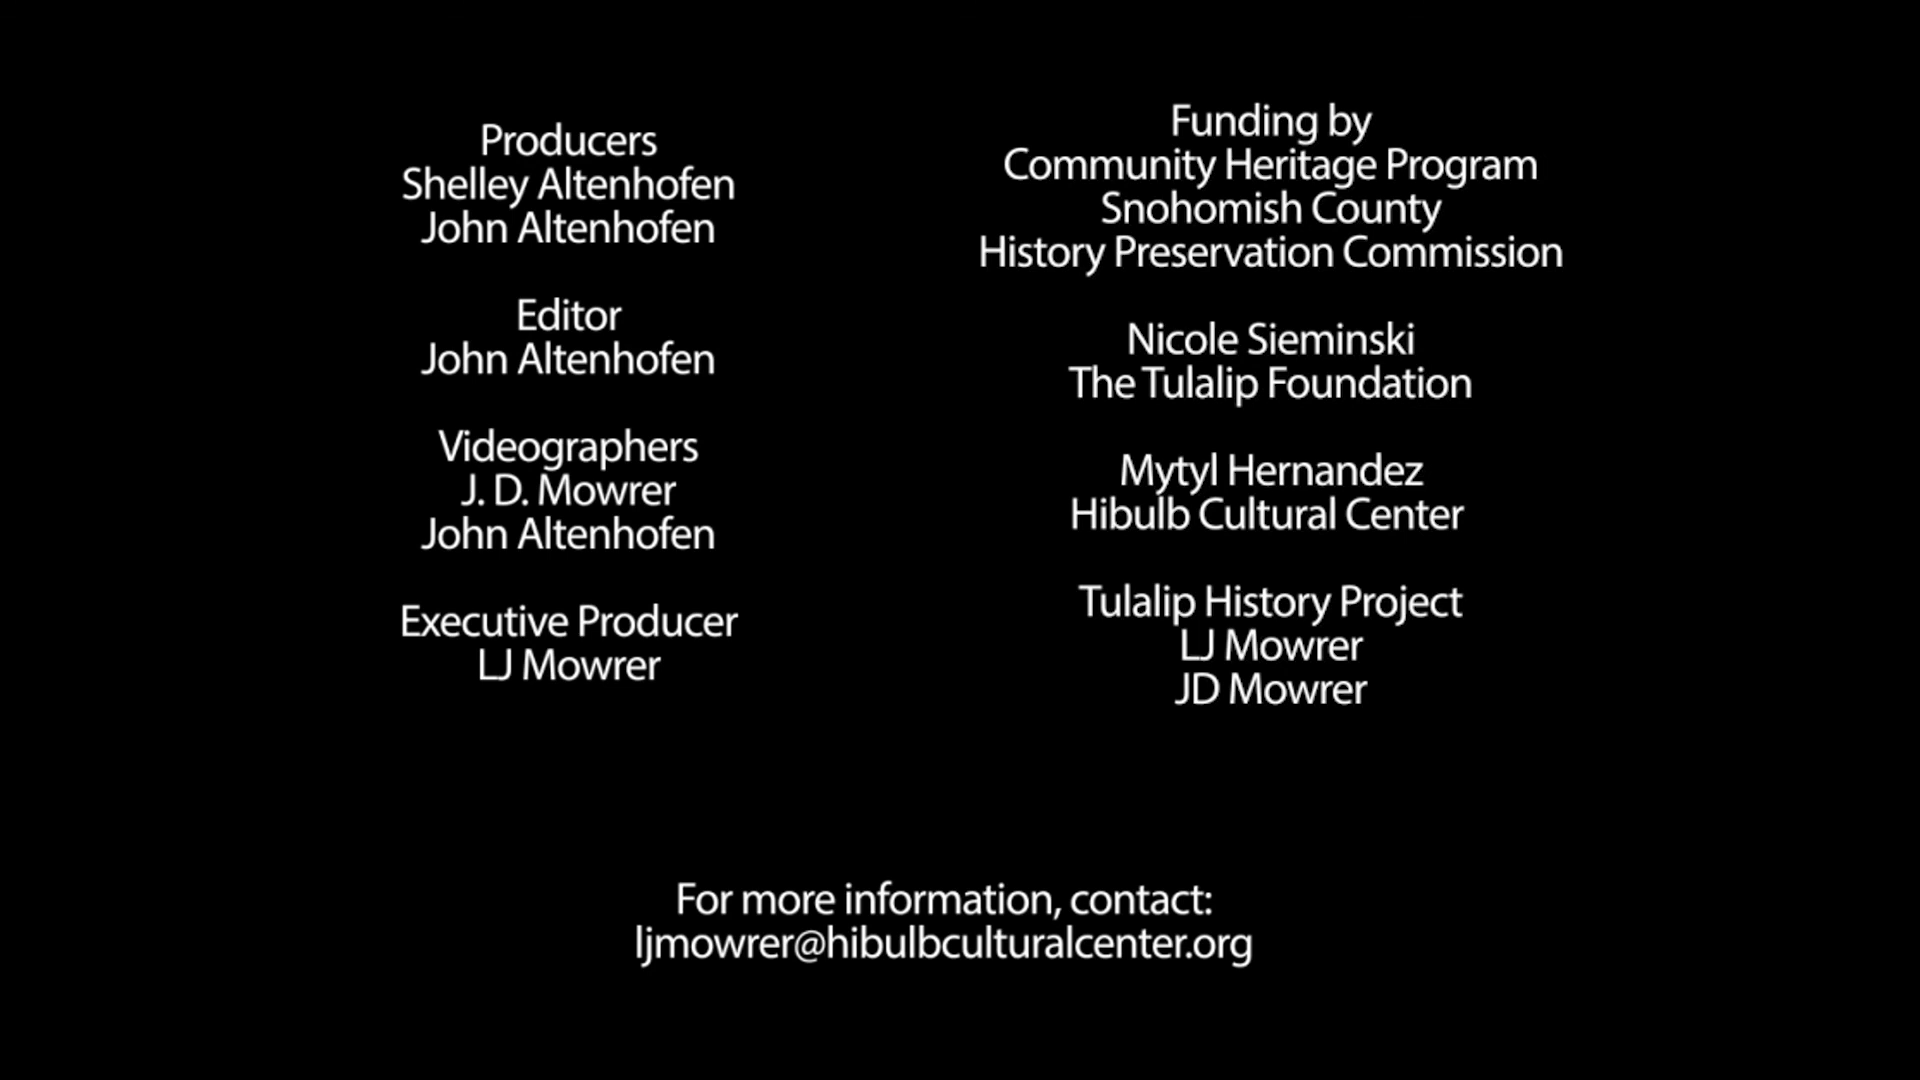 Producers
Shelley Altenhofen
John Altenhofen
Editor
John Altenhofen
Videographers
J. D. Mowrer
John Altenhofen
Executive Producer
LJ Mowrer
Funding by
Community Heritage Program
Snohomish County
History Preservation Commission
Nicole Sieminski
The Tulalip Foundation
Mytyl Hernandez
Hibulb Cultural Center
Tulalip History Project
LJ Mowrer
JD Mowrer
For more information, contact:
ljmowrer@hibulbculturalcenter.org